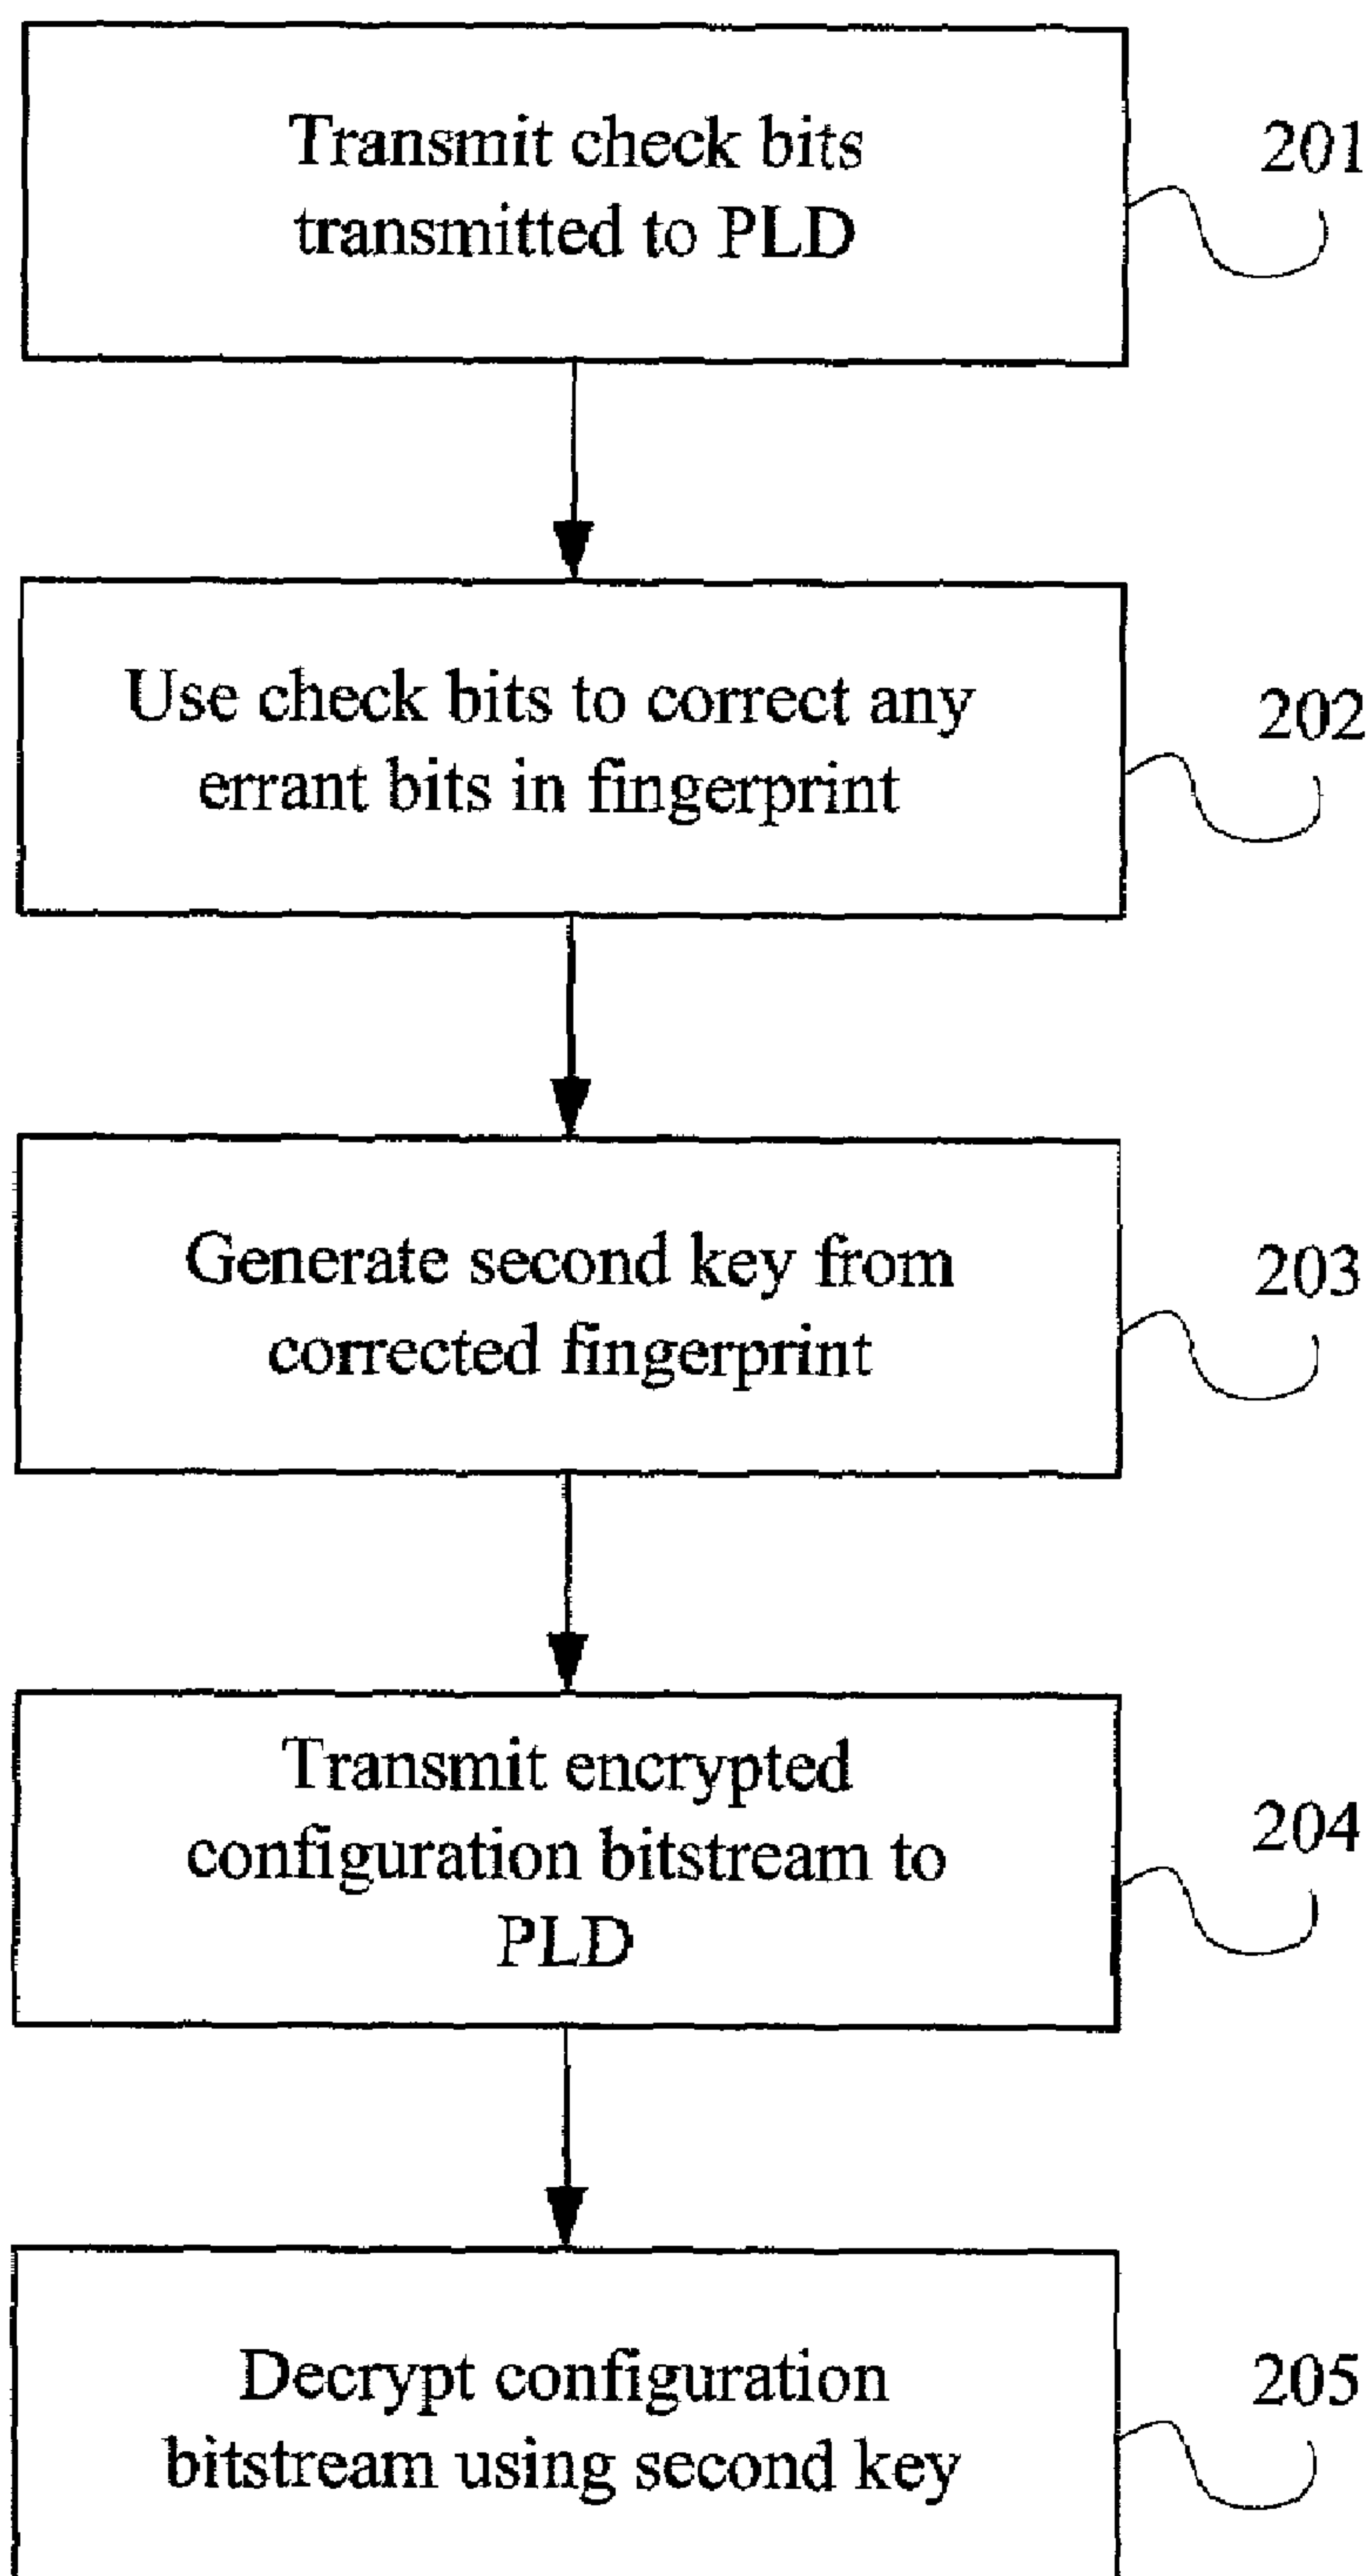 Transmit check bits
transmitted to PLD
201
Use check bits to correct any
errant bits in fingerprint
202
Generate second key from
corrected fingerprint
203
Transmit encrypted
configuration bitstream to
PLD
204
Decrypt configuration
bitstream using second key
205